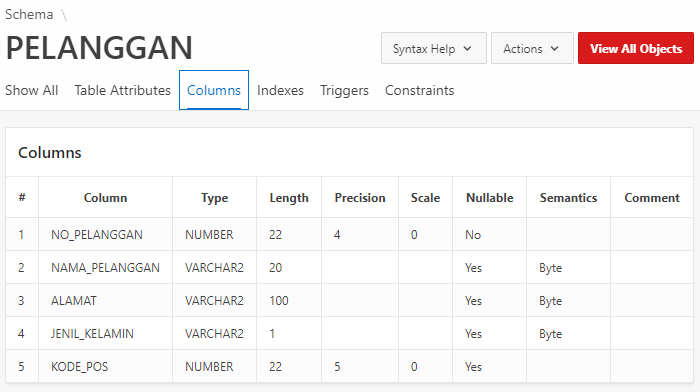 Schema \
PELANGGAN
Syntax Help
Actions
View All Objects
Show All Table Attributes Columns Indexes Triggers Constraints
Columns
# Column Type Length Precision Scale Nullable Semantics Comment
1 NO_PELANGGAN NUMBER 22 4 0 No
2 NAMA_PELANGGAN VARCHAR2 20 Yes Byte
3 ALAMAT VARCHAR2 100 Yes Byte
4 JENIL_KELAMIN VARCHAR2 1 Yes Byte
5 KODE_POS NUMBER 22 5 0 Yes